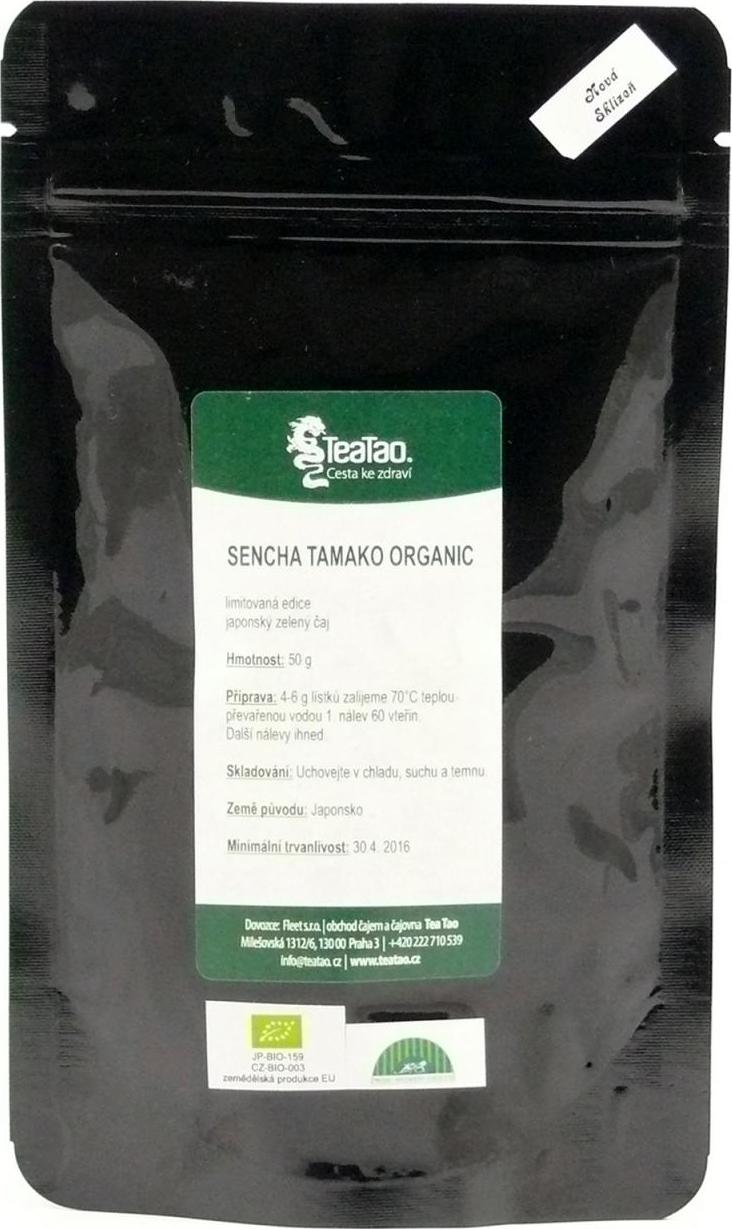 Nová
Sklizoň
TeaTao.
Cesta ke zdraví
SENCHA TAMAKO ORGANIC
limitovaná edice
japonský zelený čaj
Hmotnost: 50 g
Příprava: 4-6 g lístků zalijeme 70°C teplou
převařenou vodou 1. nálev 60 vteřin.
Další nálevy ihned.
Skladování: Uchovejte v chladu, suchu a temnu.
Země původu: Japonsko
Minimální trvanlivost: 30.4. 2016
Dovozce: Fleet s.r.o. | obchod čajem a čajovna Tea Tao
Milešovská 1312/6, 130 00 Praha 3 | +420 222 710 539
info@teatao.cz | www.teatao.cz
JP-BIO-159
CZ-BIO-003
zemědělská produkce EU